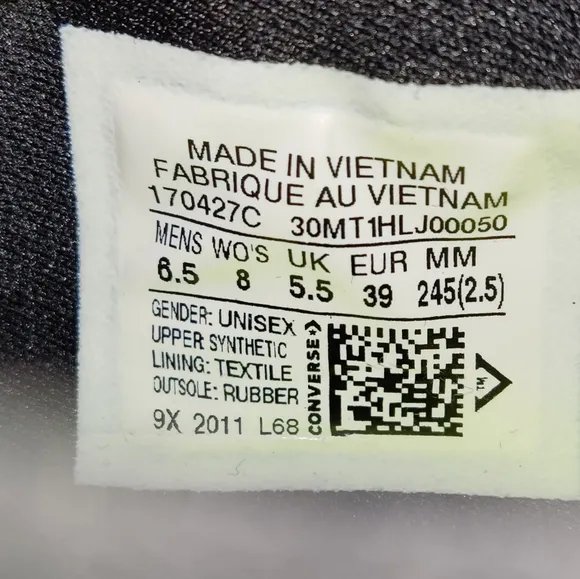 MADE IN VIETNAM
FABRIQUE AU VIETNAM
170427C 30MT1HLJ00050
MENS WO'S UK EUR MM
6.5 8 5.5 39 245(2.5)
GENDER: UNISEX
UPPER: SYNTHETIC
LINING: TEXTILE
OUTSOLE: RUBBER
9X 2011 L68
CONVERSE
TM